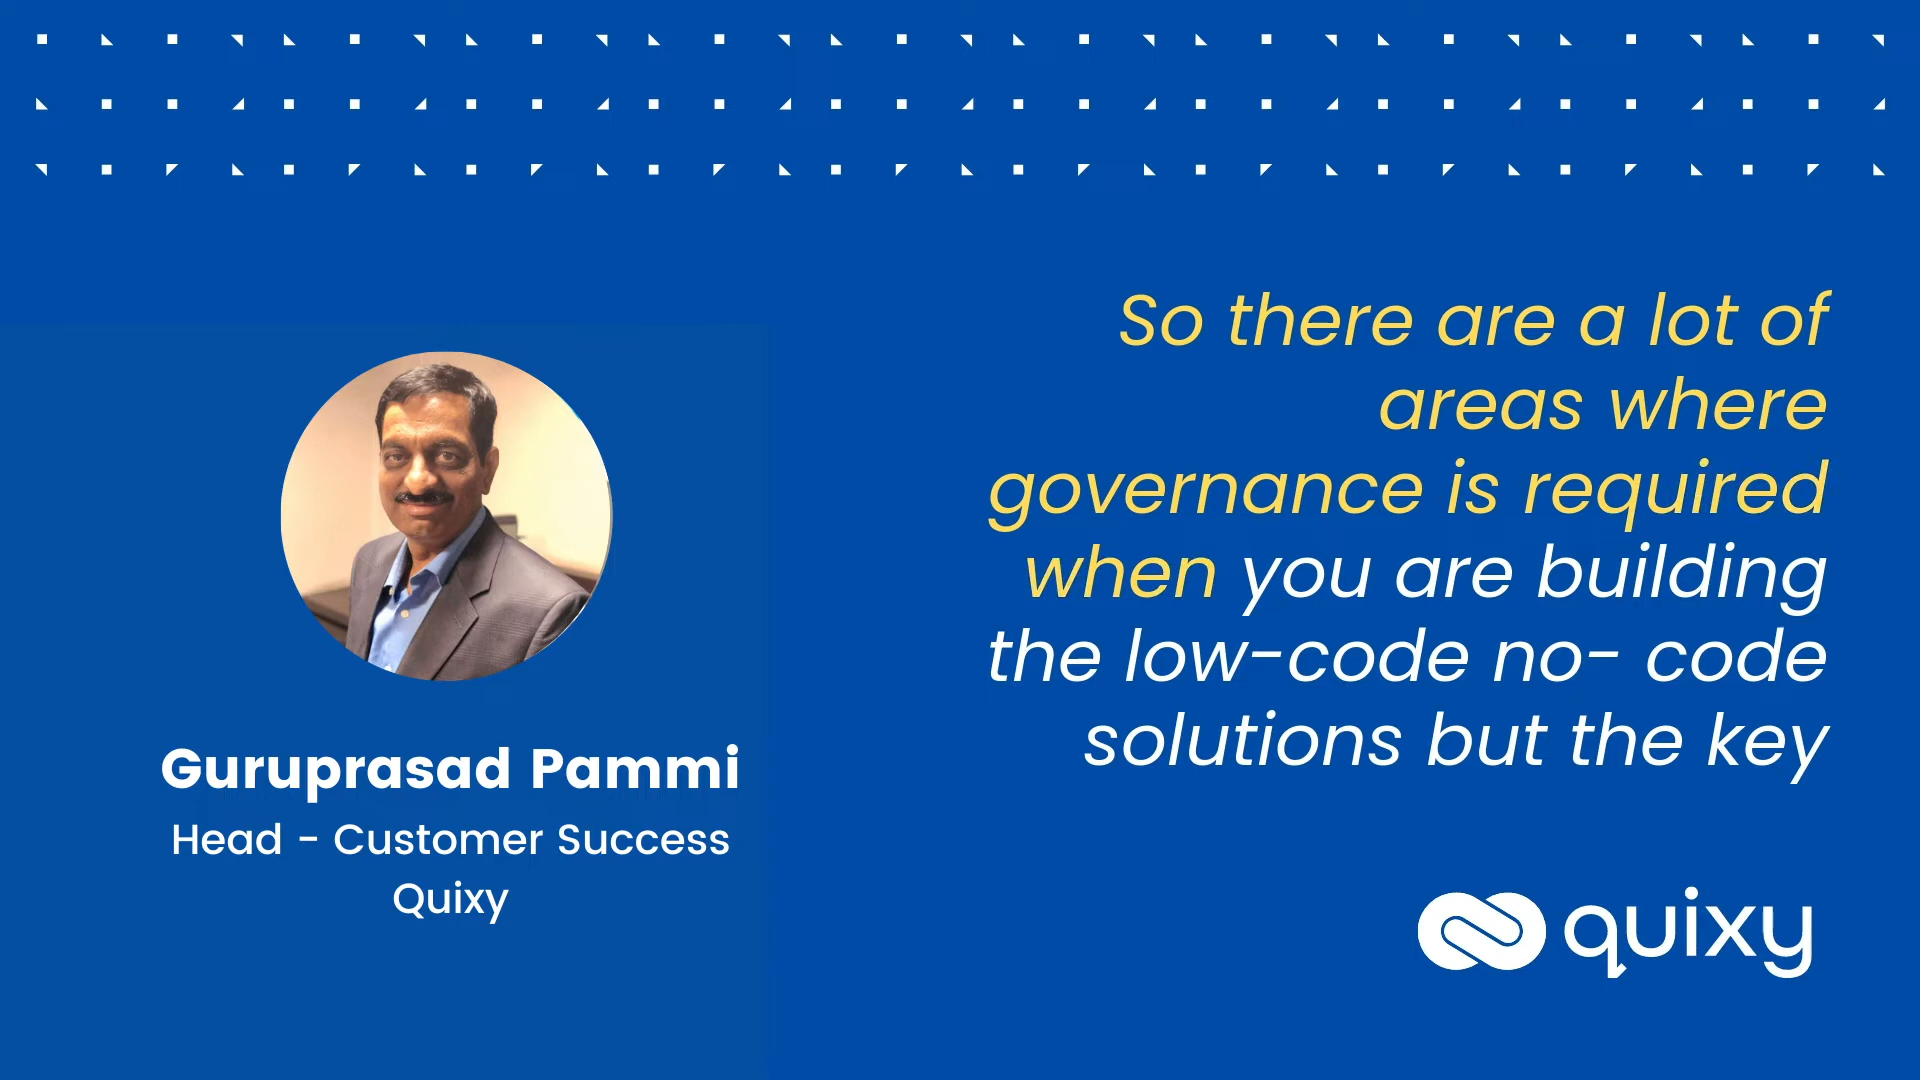 So there are a lot of
areas where
governance is required
when you are building
the low-code no- code
solutions but the key
Guruprasad Pammi
Head - Customer Success
Quixy
quixy